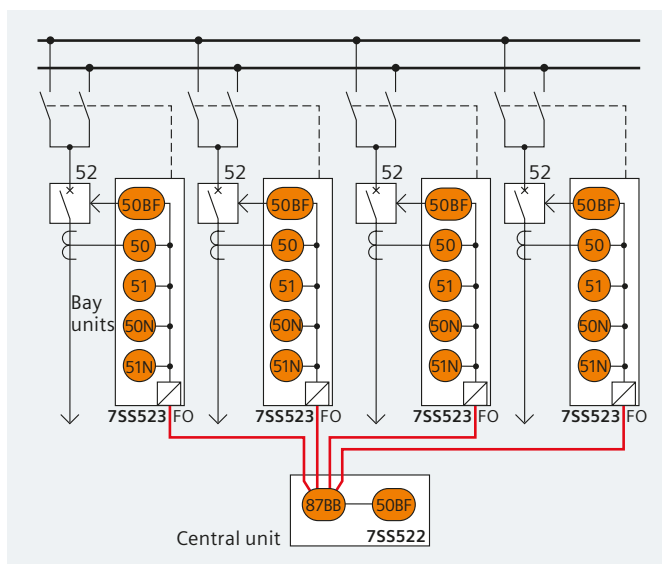 52 52 52 52
50BF 50BF 50BF 50BF
50 50 50 50
51 51 51 51
Bay
units
50N 50N 50N 50N
51N 51N 51N 51N
7SS523 FO 7SS523 FO 7SS523 FO 7SS523 FO
87BB 50BF
Central unit 7SS522